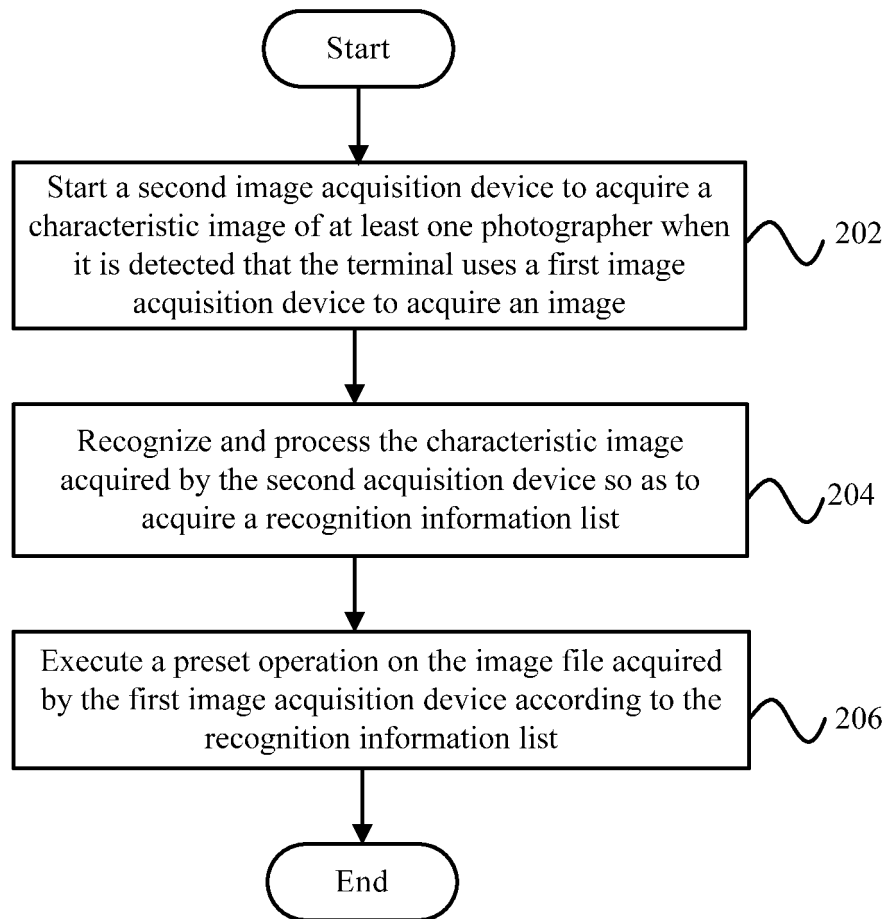 Start
Start a second image acquisition device to acquire a
characteristic image of at least one photographer when
it is detected that the terminal uses a first image
acquisition device to acquire an image
202
Recognize and process the characteristic image
acquired by the second acquisition device so as to
acquire a recognition information list
204
Execute a preset operation on the image file acquired
by the first image acquisition device according to the
recognition information list
206
End